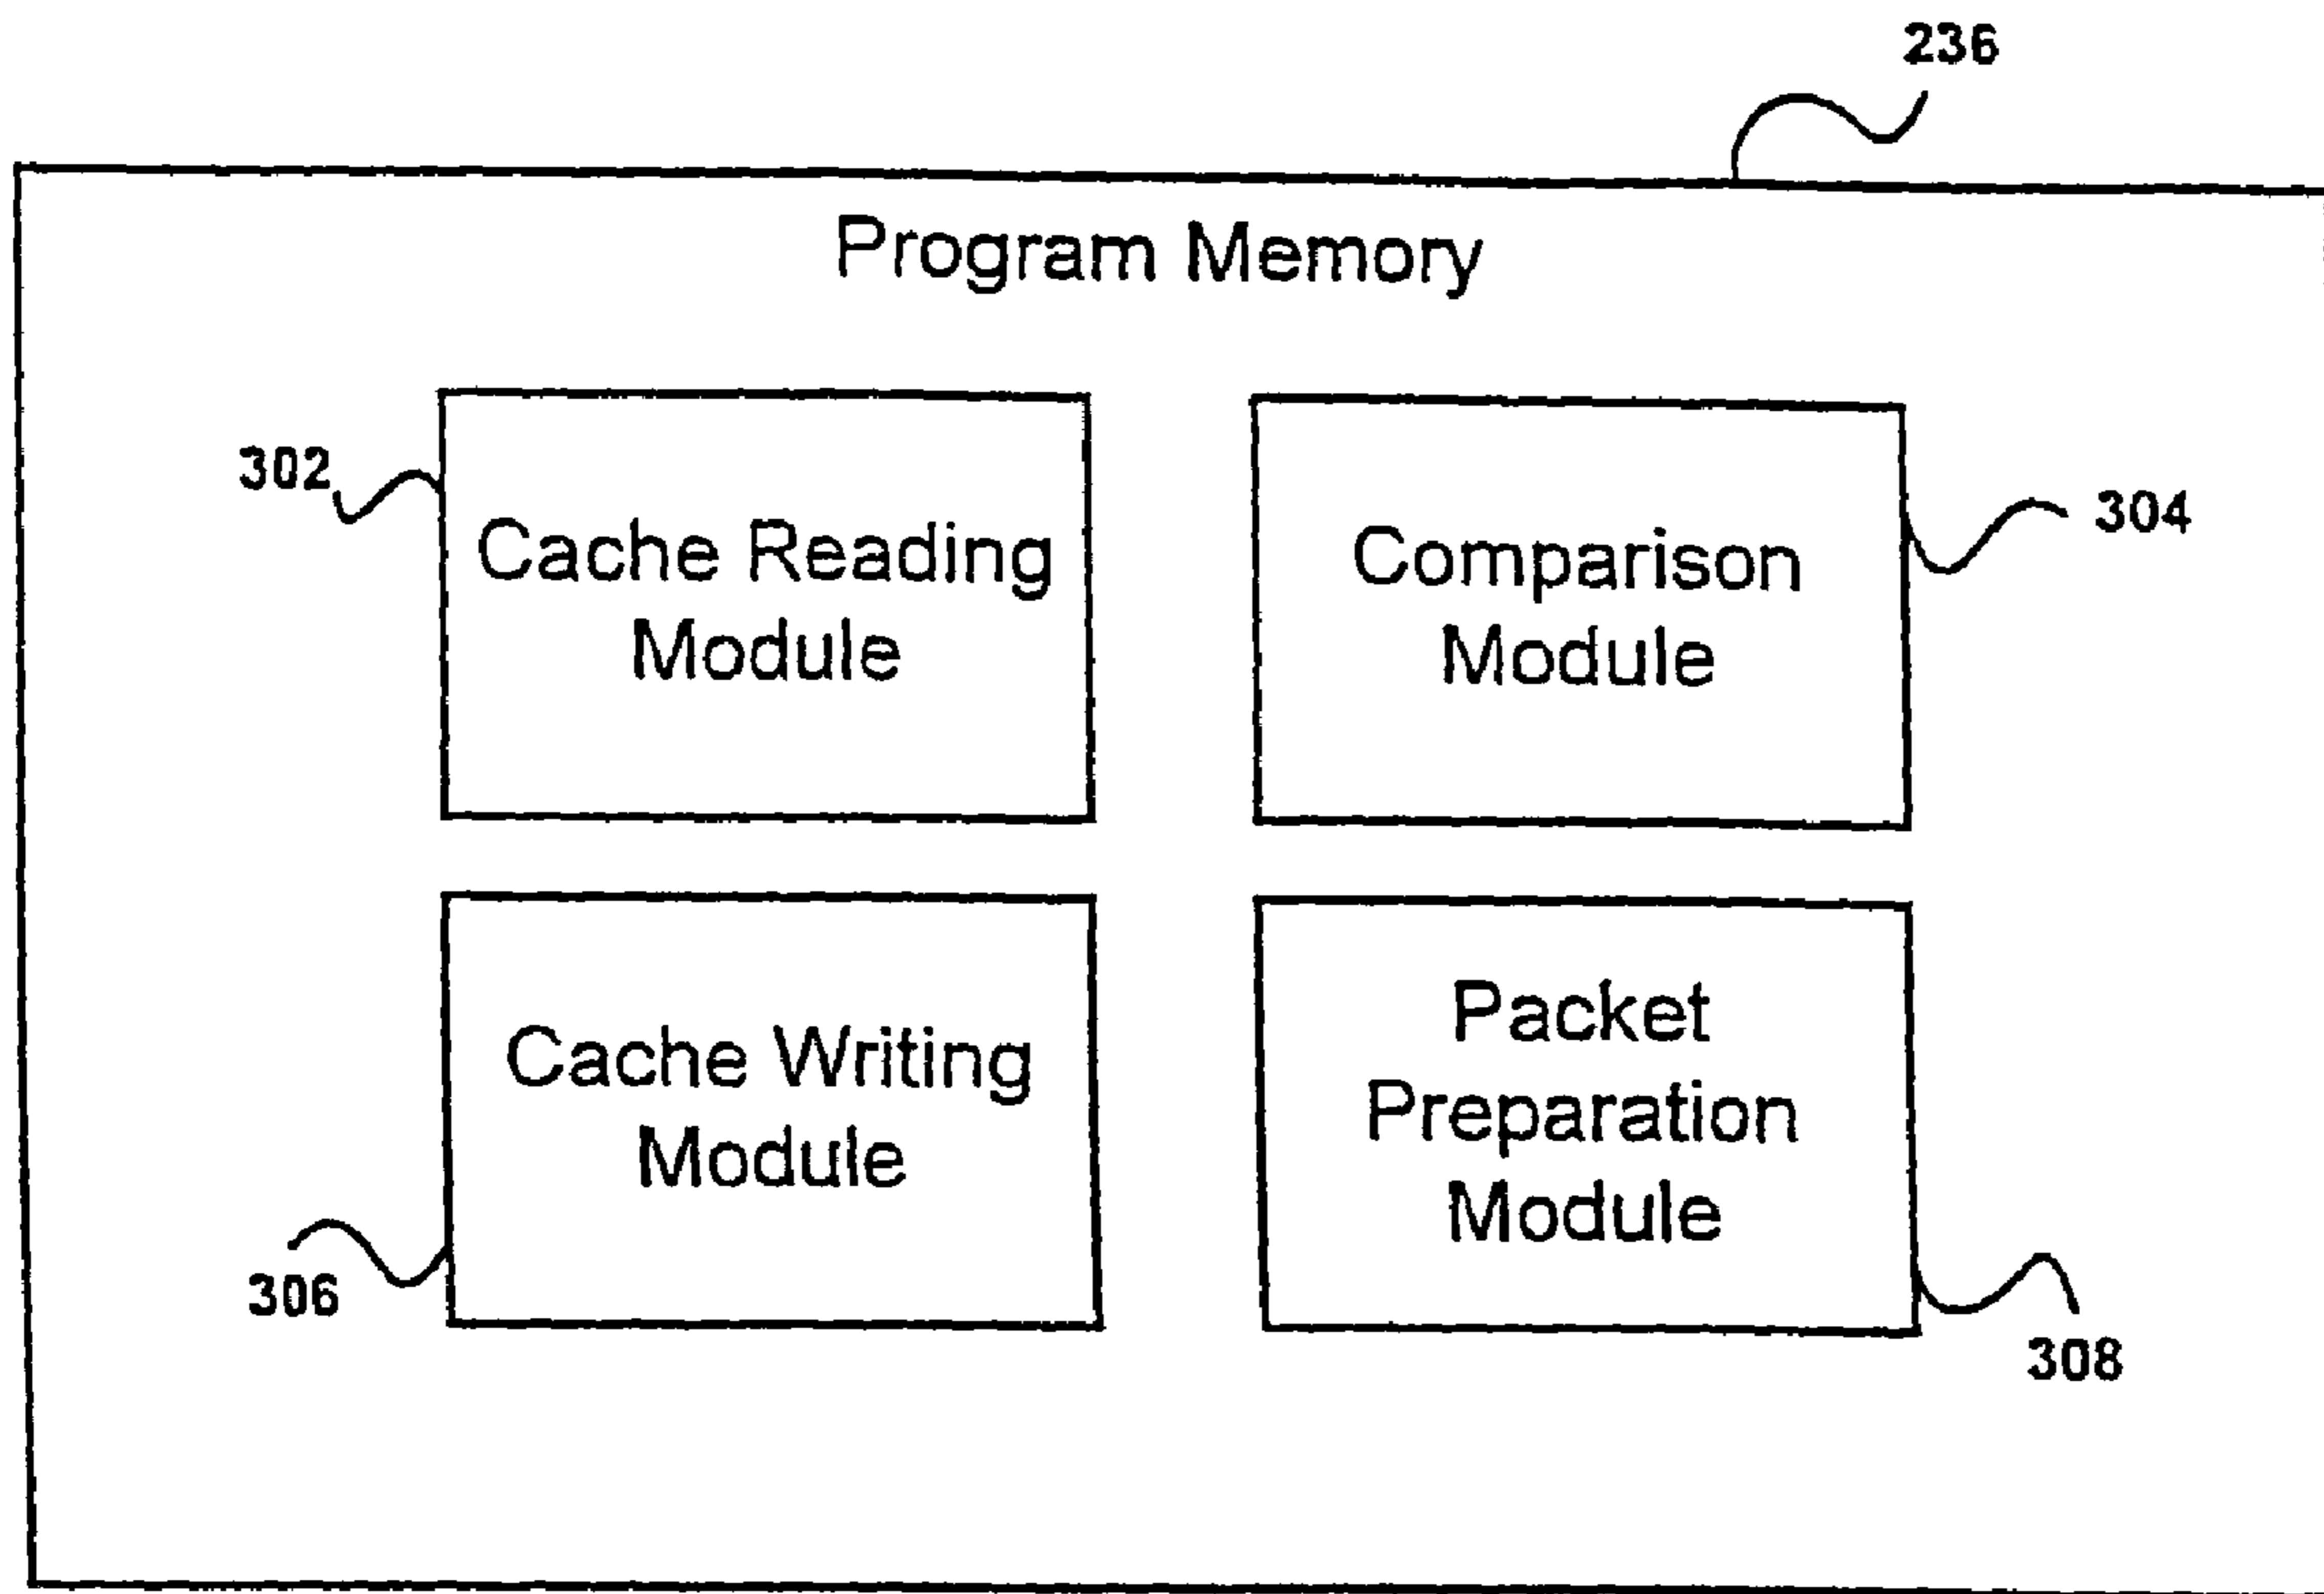 236
Program Memory
302
Cache Reading
Module
Comparison
Module
304
Cache Writing
Module
306
Packet
Preparation
Module
308